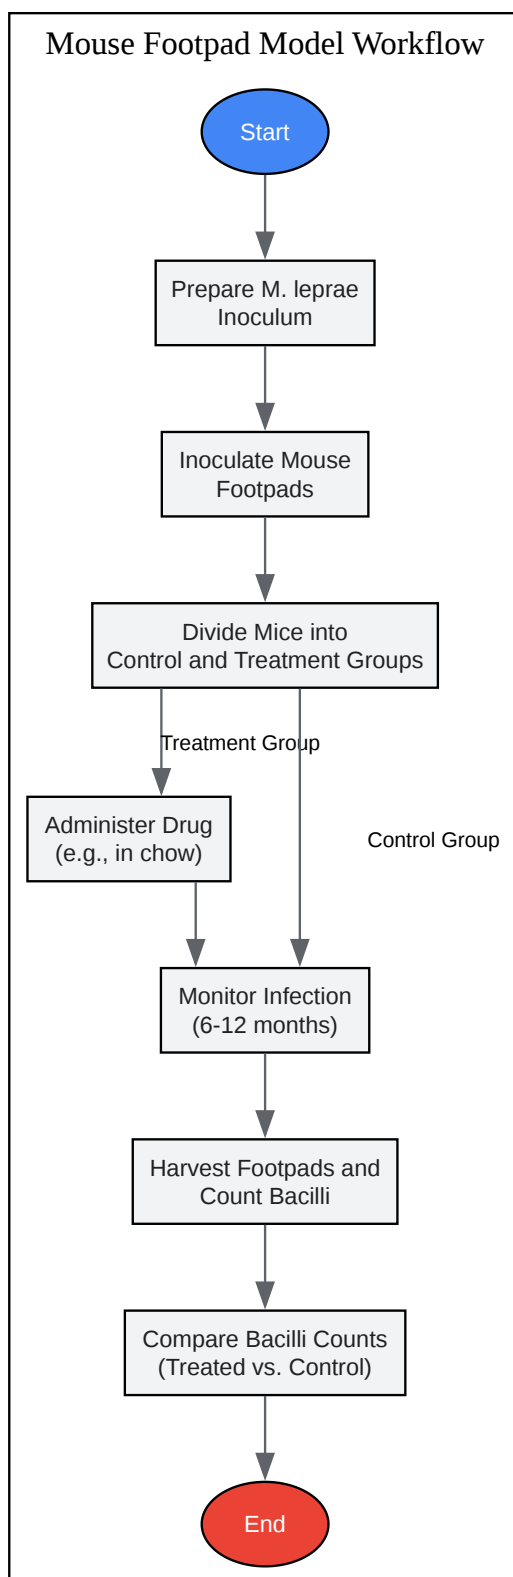 Mouse Footpad Model Workflow
Start
Prepare M. leprae
Inoculum
Inoculate Mouse
Footpads
Divide Mice into
Control and Treatment Groups
Treatment Group
Administer Drug
(e.g., in chow)
Control Group
Monitor Infection
(6-12 months)
Harvest Footpads and
Count Bacilli
Compare Bacilli Counts
(Treated vs. Control)
End